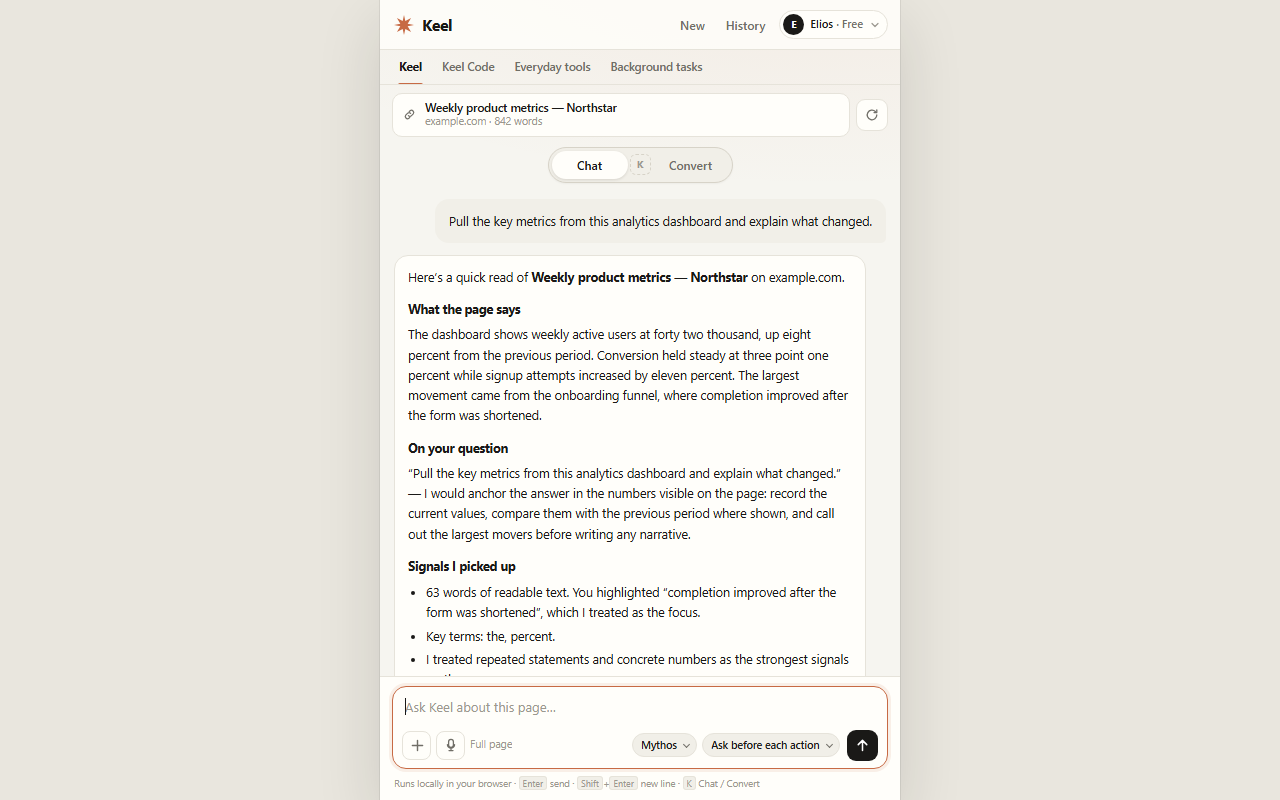 Keel
New History E Elios · Free
Keel Keel Code Everyday tools Background tasks
Weekly product metrics — Northstar
example.com · 842 words
Chat K Convert
Pull the key metrics from this analytics dashboard and explain what changed.
Here's a quick read of Weekly product metrics — Northstar on example.com.
What the page says
The dashboard shows weekly active users at forty two thousand, up eight
percent from the previous period. Conversion held steady at three point one
percent while signup attempts increased by eleven percent. The largest
movement came from the onboarding funnel, where completion improved after
the form was shortened.
On your question
“Pull the key metrics from this analytics dashboard and explain what changed.”
— I would anchor the answer in the numbers visible on the page: record the
current values, compare them with the previous period where shown, and call
out the largest movers before writing any narrative.
Signals I picked up
• 63 words of readable text. You highlighted “completion improved after the
form was shortened”, which I treated as the focus.
• Key terms: the, percent.
• I treated repeated statements and concrete numbers as the strongest signals
Ask Keel about this page...
Full page Mythos Ask before each action
Runs locally in your browser · Enter send · Shift + Enter new line · K Chat / Convert